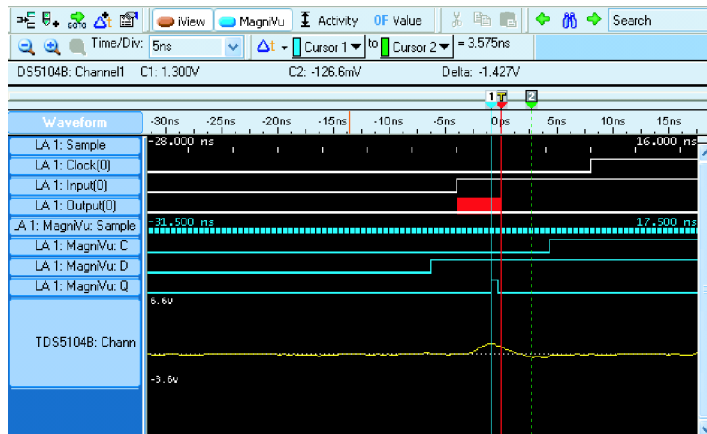 iView MagniVu Activity 0F Value Search
Time/Div: 5ns Δt Cursor 1 to Cursor 2 = 3.575ns
DS5104B: Channel1 C1: 1.300V C2: -126.6mV Delta: -1.427V
1 T 2
Waveform -30ns -25ns -20ns -15ns -10ns -5ns 0ps 5ns 10ns 15ns
LA 1: Sample -28.000 ns 16.000 ns
LA 1: Clock(0)
LA 1: Input(0)
LA 1: Output(0)
LA 1: MagniVu: Sample -31.500 ns 17.500 ns
LA 1: MagniVu: C
LA 1: MagniVu: D
LA 1: MagniVu: Q
6.6V
TDS5104B: Chann
-3.6V